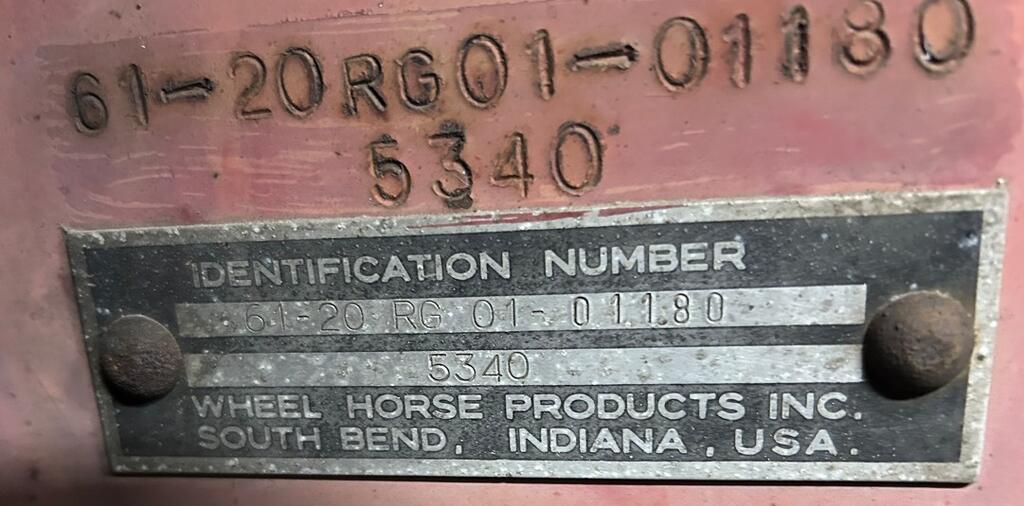 61-20RG01-01180
5340
IDENTIFICATION NUMBER
61-20 RG 01-01180
5340
WHEEL HORSE PRODUCTS INC.
SOUTH BEND, INDIANA, USA.